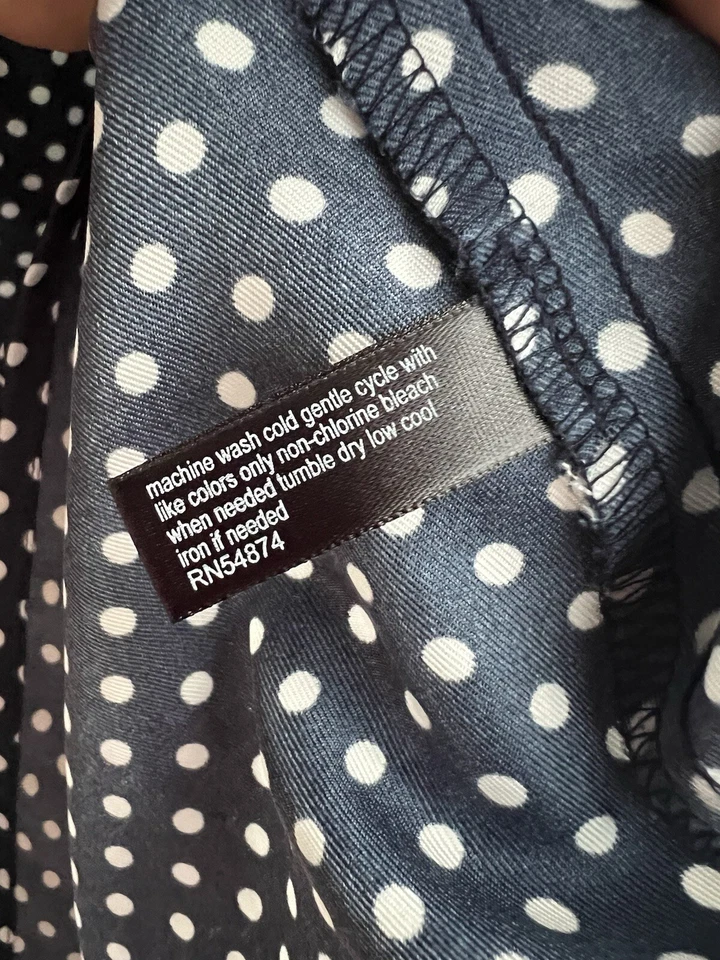 machine wash cold gentle cycle with
like colors only non-chlorine bleach
when needed tumble dry low cool
iron if needed
RN54874